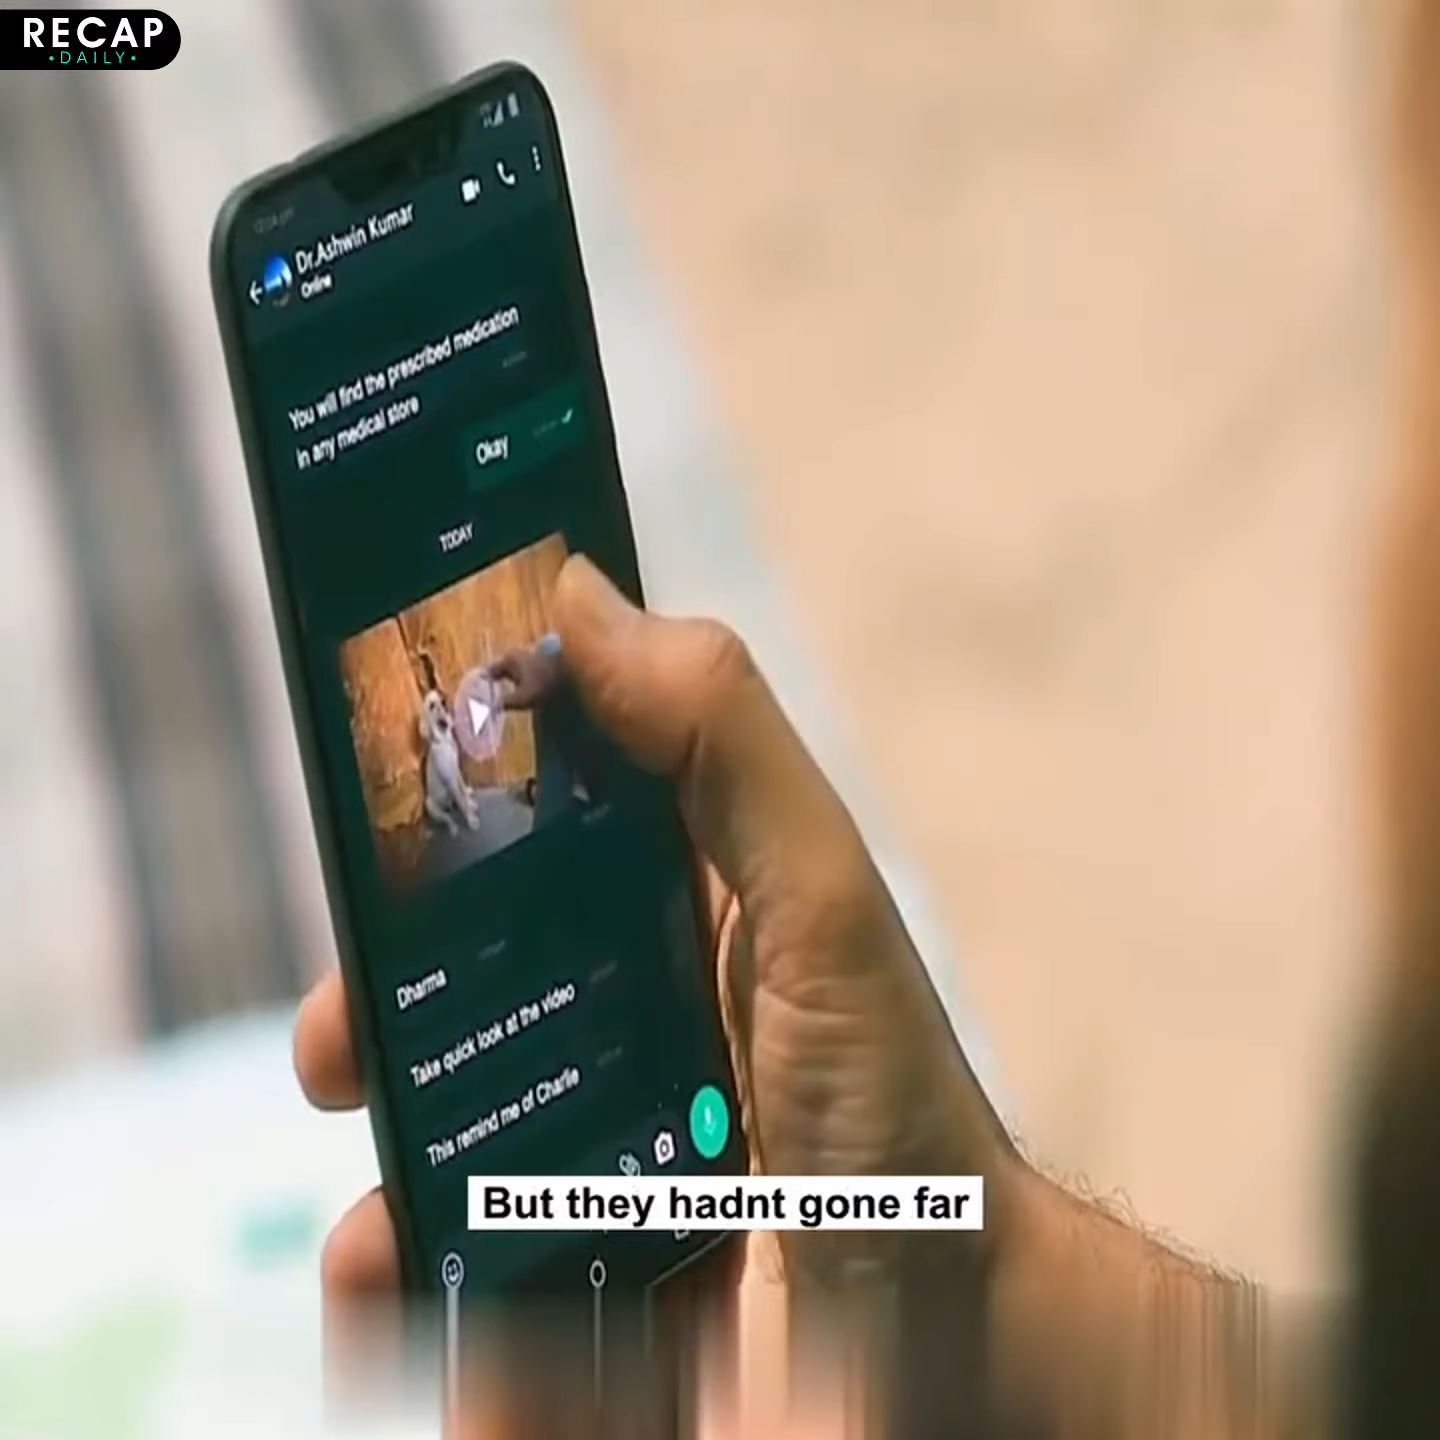 RECAP
•DAILY•
Dr.Ashwin Kumar
Online
You will find the prescribed medication
in any medical store
Okay
TODAY
Dharma
Take quick look at the video
This remind me of Charlie
But they hadnt gone far